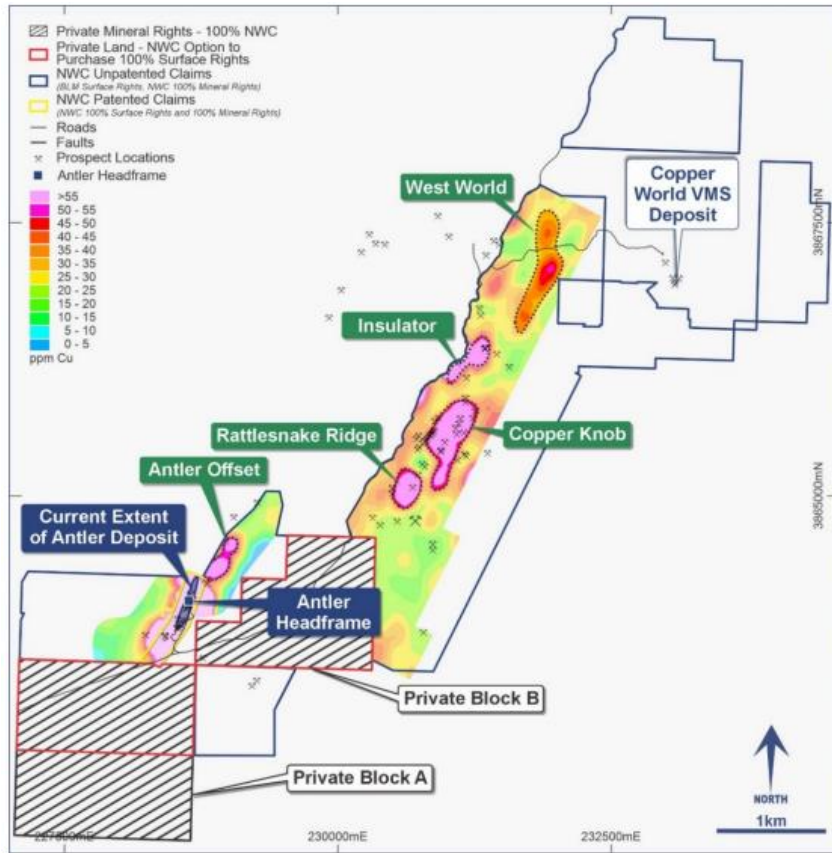 Private Mineral Rights - 100% NWC
Private Land - NWC Option to
Purchase 100% Surface Rights
NWC Unpatented Claims
(BLM Surface Rights, NWC 100% Mineral Rights)
NWC Patented Claims
(NWC 100% Surface Rights and 100% Mineral Rights)
Roads
Faults
Prospect Locations
Antler Headframe
>55
50 - 55
45 - 50
40 - 45
35 - 40
30 - 35
25 - 30
20 - 25
15 - 20
10 - 15
5 - 10
0 - 5
ppm Cu
West World
Copper
World VMS
Deposit
3867500mN
Insulator
Rattlesnake Ridge
Copper Knob
Antler Offset
3865000mN
Current Extent
of Antler Deposit
Antler
Headframe
Private Block B
Private Block A
NORTH
1km
227500mE
230000mE
232500mE